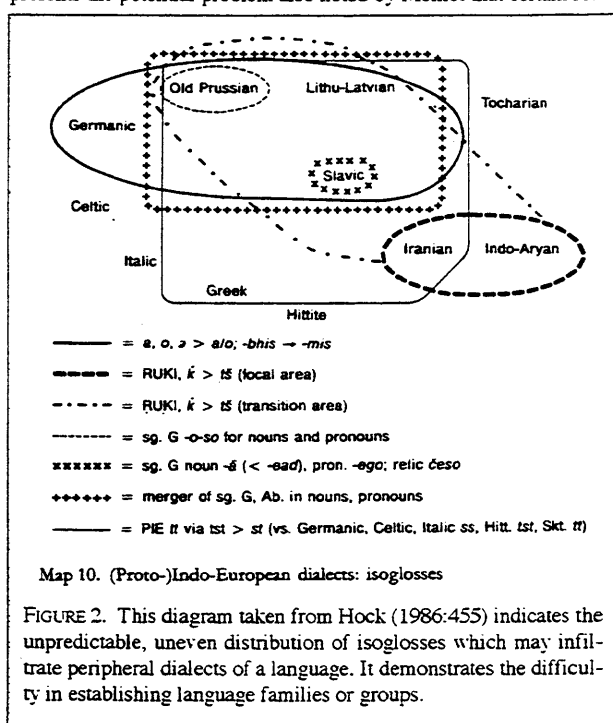 Old Prussian Lithu-Latvian
Tocharian
Germanic
Slavic
Celtic
Italic
Iranian Indo-Aryan
Greek
Hittite
= a, o, ə > a/o; -bhis → -mis
= RUKI, ḱ > tš (focal area)
= RUKI, ḱ > tš (transition area)
= sg. G -o-so for nouns and pronouns
= sg. G noun -ā (< -ead), pron. -ego; relic česo
= merger of sg. G, Ab. in nouns, pronouns
= PIE tt via tst > st (vs. Germanic, Celtic, Italic ss, Hitt. tst, Skt. tt)
Map 10. (Proto-)Indo-European dialects: isoglosses
FIGURE 2. This diagram taken from Hock (1986:455) indicates the
unpredictable, uneven distribution of isoglosses which may infil-
trate peripheral dialects of a language. It demonstrates the difficul-
ty in establishing language families or groups.